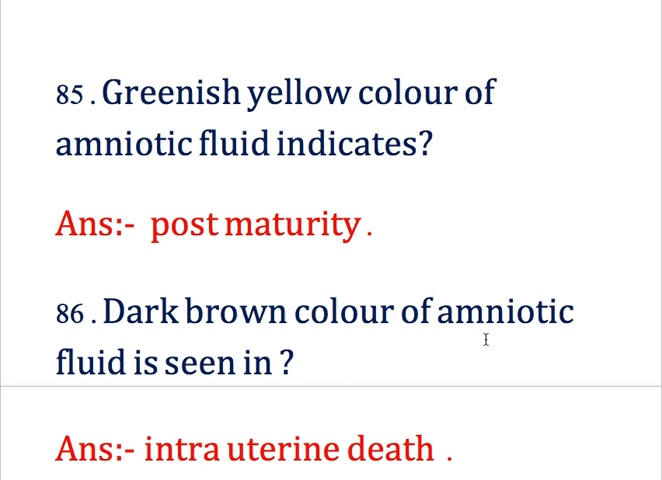 85 . Greenish yellow colour of
amniotic fluid indicates?
Ans:- post maturity .
86 . Dark brown colour of amniotic
fluid is seen in ?
Ans:- intra uterine death .